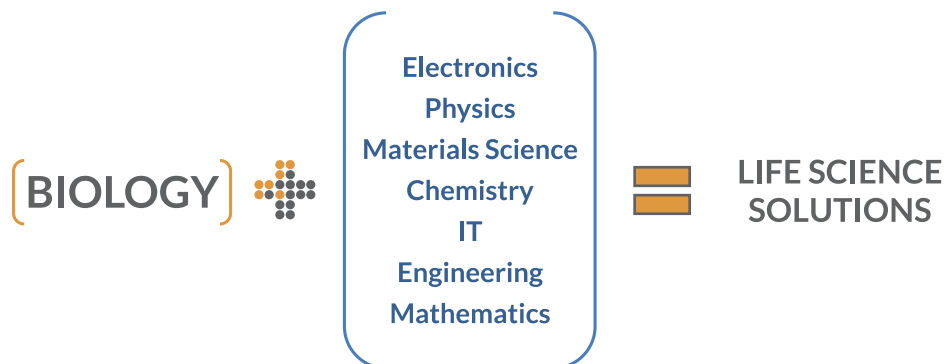 BIOLOGY
Electronics
Physics
Materials Science
Chemistry
IT
Engineering
Mathematics
LIFE SCIENCE
SOLUTIONS